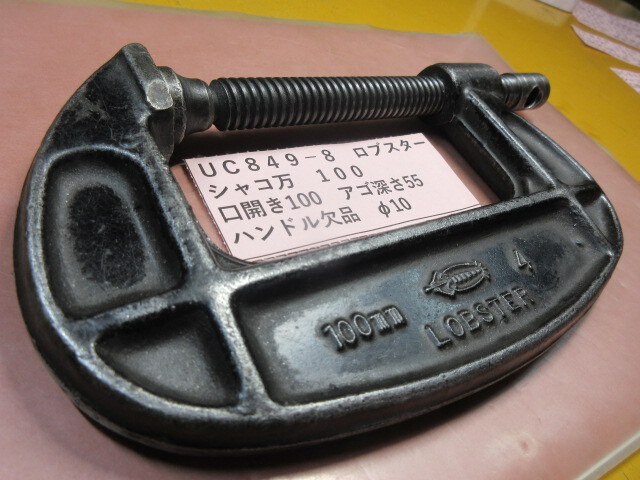 UC849-8 ロブスター
シャコ万 100
口開き100 アゴ深さ55
ハンドル欠品 φ10
100mm 4
LOBSTER